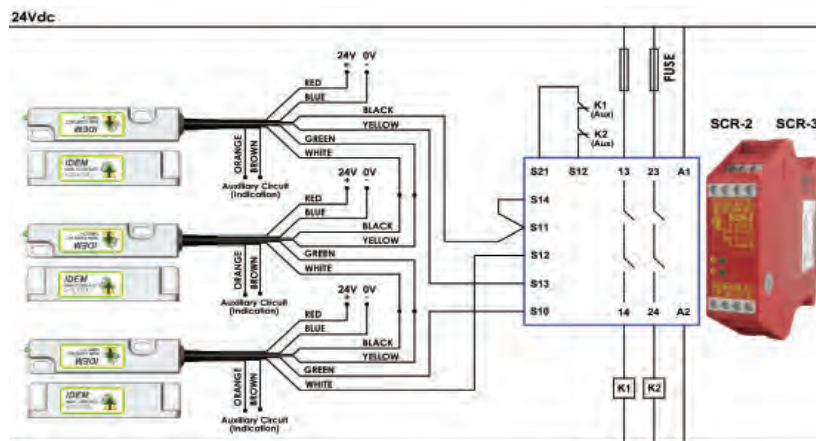 24Vdc
24V 0V
+ -
RED
BLUE
BLACK
YELLOW
GREEN
WHITE
ORANGE
BROWN
Auxiliary Circuit
(Indication)
IDEM
IDEM
24V 0V
+ -
RED
BLUE
BLACK
YELLOW
GREEN
WHITE
ORANGE
BROWN
Auxiliary Circuit
(Indication)
IDEM
IDEM
24V 0V
+ -
RED
BLUE
BLACK
YELLOW
GREEN
WHITE
ORANGE
BROWN
Auxiliary Circuit
(Indication)
IDEM
IDEM
K1
(Aux)
K2
(Aux)
FUSE
SCR-2 SCR-3
S21 S12 13 23 A1
S14
S11
S12
S13
S10
14 24 A2
K1 K2